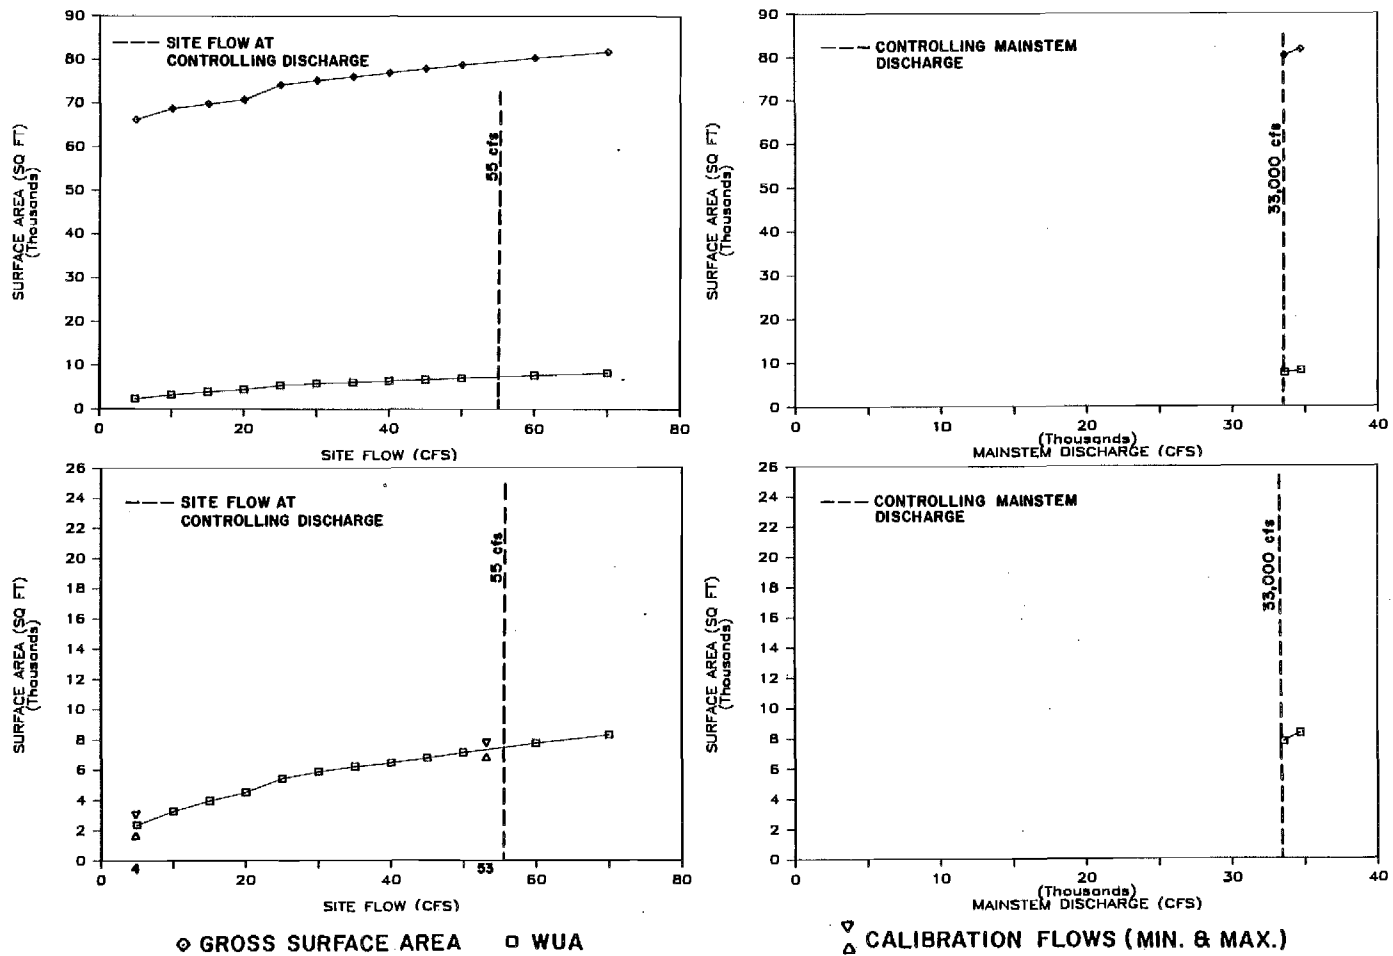 90
80
70
60
50
40
30
20
10
0
SURFACE AREA (SQ FT)
(Thousands)
SITE FLOW AT
CONTROLLING DISCHARGE
55 cfs
0 20 40 60 80
SITE FLOW (CFS)
90
80
70
60
50
40
30
20
10
0
SURFACE AREA (SQ FT)
(Thousands)
CONTROLLING MAINSTEM
DISCHARGE
33,000 cfs
0 10 20 30 40
(Thousands)
MAINSTEM DISCHARGE (CFS)
26
24
22
20
18
16
14
12
10
8
6
4
2
0
SURFACE AREA (SQ FT)
(Thousands)
SITE FLOW AT
CONTROLLING DISCHARGE
55 cfs
4 53
0 20 40 60 80
SITE FLOW (CFS)
26
24
22
20
18
16
14
12
10
8
6
4
2
0
SURFACE AREA (SQ FT)
(Thousands)
CONTROLLING MAINSTEM
DISCHARGE
33,000 cfs
0 10 20 30 40
(Thousands)
MAINSTEM DISCHARGE (CFS)
GROSS SURFACE AREA
WUA
CALIBRATION FLOWS (MIN. & MAX.)